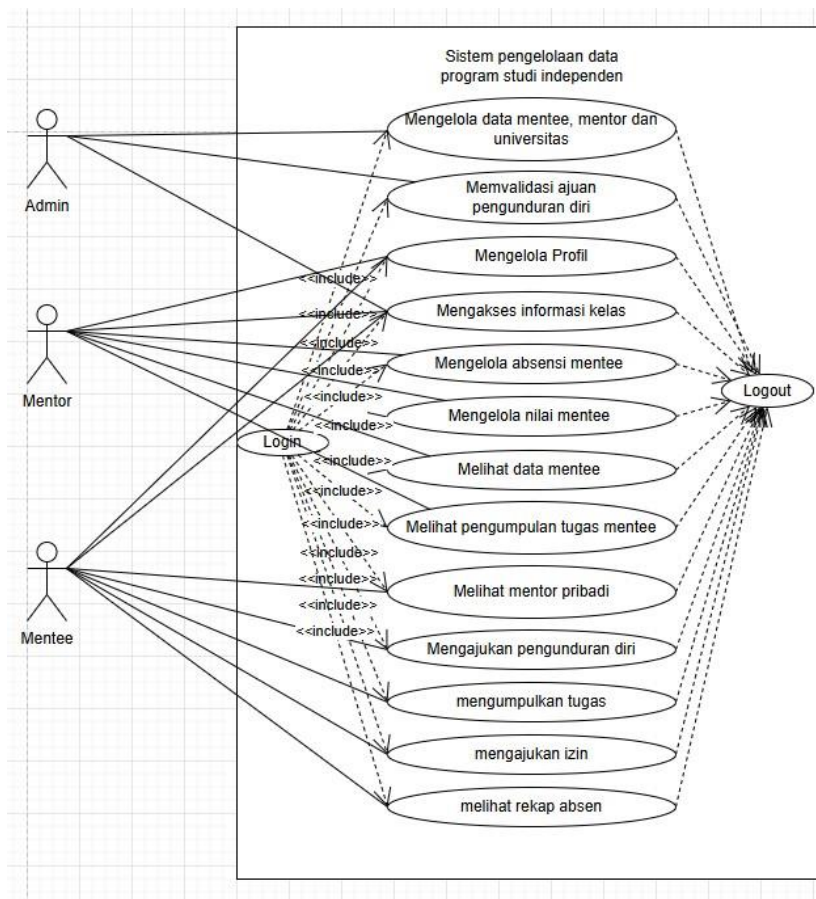 Sistem pengelolaan data
program studi independen
Admin
Mentor
Mentee
Mengelola data mentee, mentor dan
universitas
Memvalidasi ajuan
pengunduran diri
Mengelola Profil
<<include>>
Mengakses informasi kelas
<<include>>
<<include>>
Mengelola absensi mentee
<<include>>
<<include>>
Mengelola nilai mentee
<<include>>
Login
Logout
Melihat data mentee
<<include>>
<<include>>
Melihat pengumpulan tugas mentee
<<include>>
<<include>>
Melihat mentor pribadi
<<include>>
<<include>>
<<include>>
Mengajukan pengunduran diri
mengumpulkan tugas
mengajukan izin
melihat rekap absen